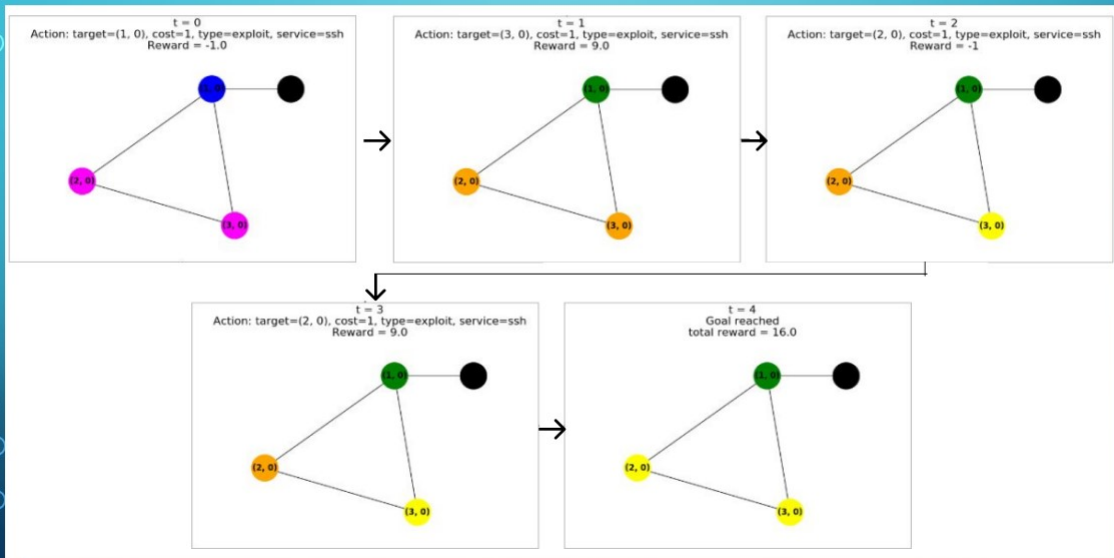 t = 0
Action: target=(1, 0), cost=1, type=exploit, service=ssh
Reward = -1.0
(1, 0)
(2, 0)
(3, 0)
t = 1
Action: target=(3, 0), cost=1, type=exploit, service=ssh
Reward = 9.0
(1, 0)
(2, 0)
(3, 0)
t = 2
Action: target=(2, 0), cost=1, type=exploit, service=ssh
Reward = -1
(1, 0)
(2, 0)
(3, 0)
t = 3
Action: target=(2, 0), cost=1, type=exploit, service=ssh
Reward = 9.0
(1, 0)
(2, 0)
(3, 0)
t = 4
Goal reached
total reward = 16.0
(1, 0)
(2, 0)
(3, 0)